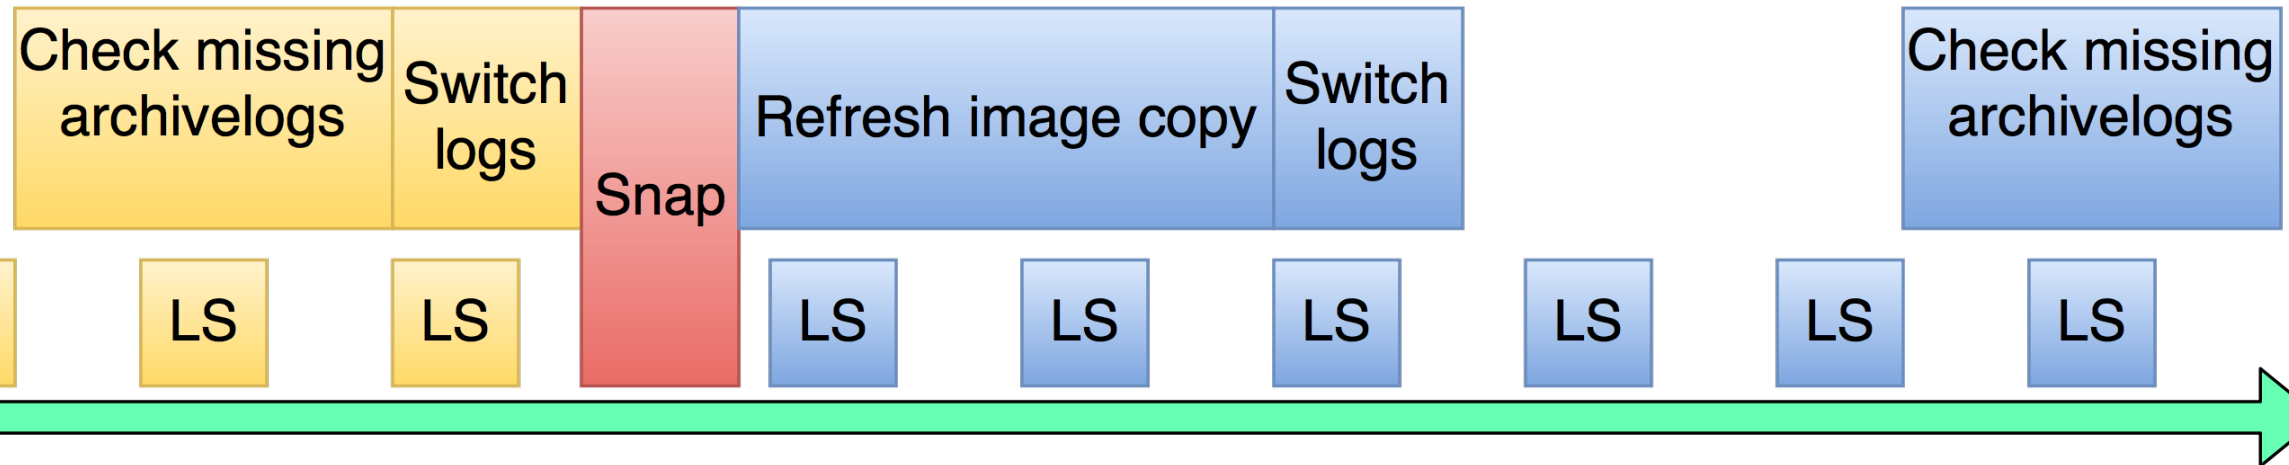 Check missing
archivelogs
Switch
logs
Snap
Refresh image copy
Switch
logs
Check missing
archivelogs
LS
LS
LS
LS
LS
LS
LS
LS